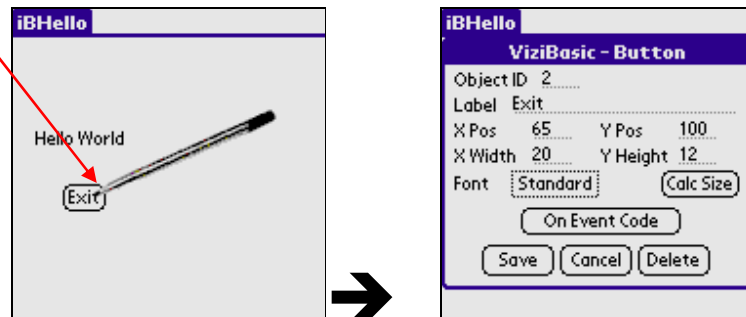 iBHello
Hello World
Exit
iBHello
ViziBasic - Button
Object ID 2
Label Exit
X Pos 65 Y Pos 100
X Width 20 Y Height 12
Font Standard Calc Size
On Event Code
Save Cancel Delete